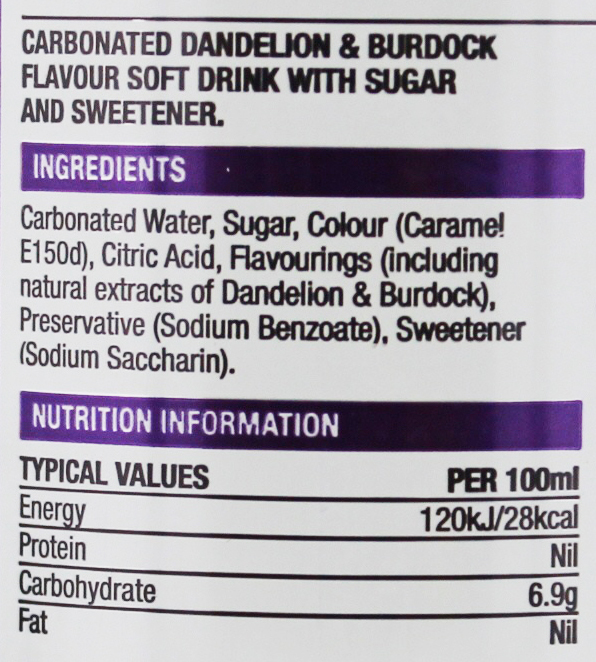 CARBONATED DANDELION & BURDOCK
FLAVOUR SOFT DRINK WITH SUGAR
AND SWEETENER.
INGREDIENTS
Carbonated Water, Sugar, Colour (Caramel
E150d), Citric Acid, Flavourings (including
natural extracts of Dandelion & Burdock),
Preservative (Sodium Benzoate), Sweetener
(Sodium Saccharin).
NUTRITION INFORMATION
TYPICAL VALUES PER 100ml
Energy 120kJ/28kcal
Protein Nil
Carbohydrate 6.9g
Fat Nil